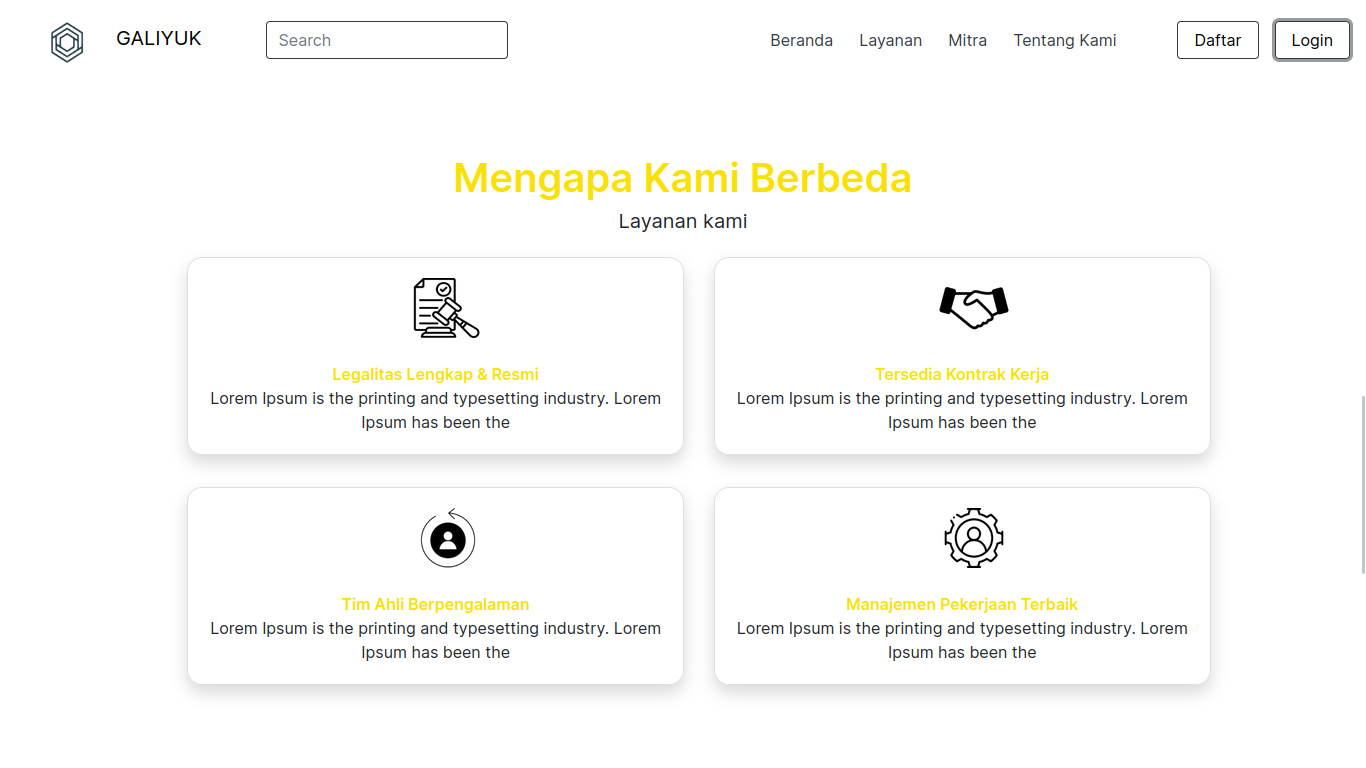 GALIYUK
Search
Beranda
Layanan
Mitra
Tentang Kami
Daftar
Login
Mengapa Kami Berbeda
Layanan kami
Legalitas Lengkap & Resmi
Lorem Ipsum is the printing and typesetting industry. Lorem
Ipsum has been the
Tersedia Kontrak Kerja
Lorem Ipsum is the printing and typesetting industry. Lorem
Ipsum has been the
Tim Ahli Berpengalaman
Lorem Ipsum is the printing and typesetting industry. Lorem
Ipsum has been the
Manajemen Pekerjaan Terbaik
Lorem Ipsum is the printing and typesetting industry. Lorem
Ipsum has been the